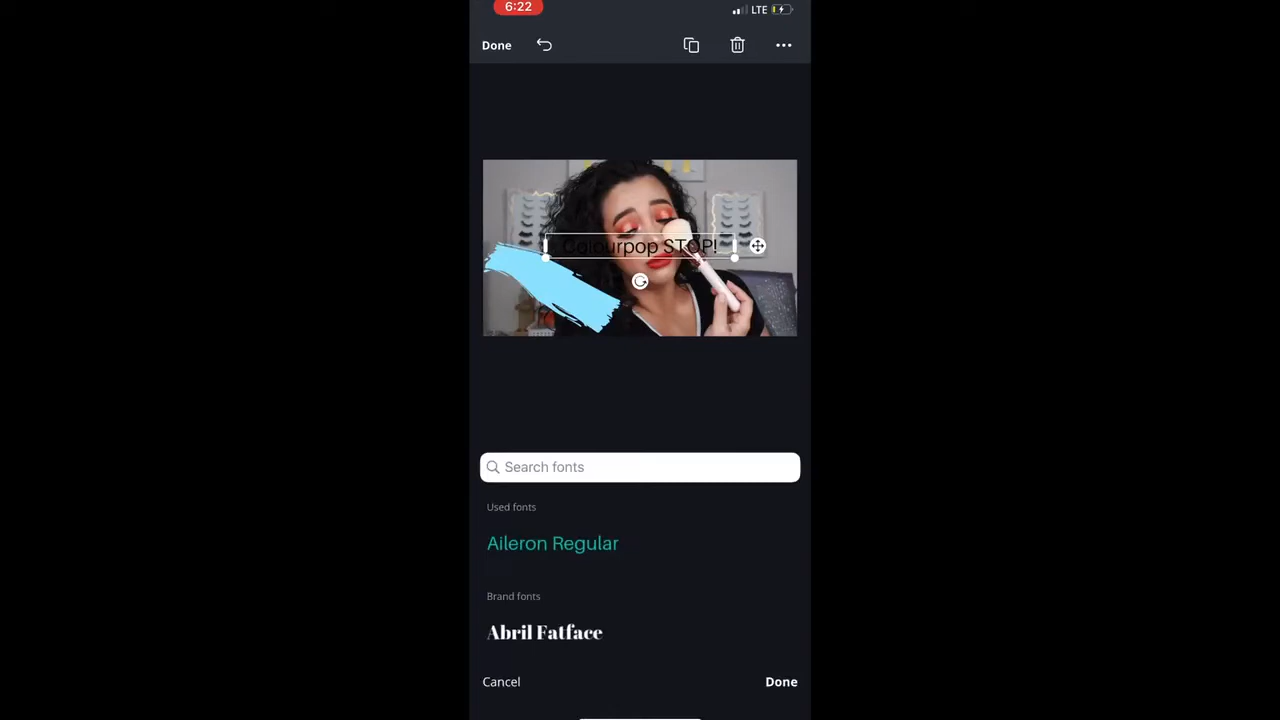 6:22
LTE
Done
Colourpop STOP!
Search fonts
Used fonts
Aileron Regular
Brand fonts
Abril Fatface
Cancel
Done